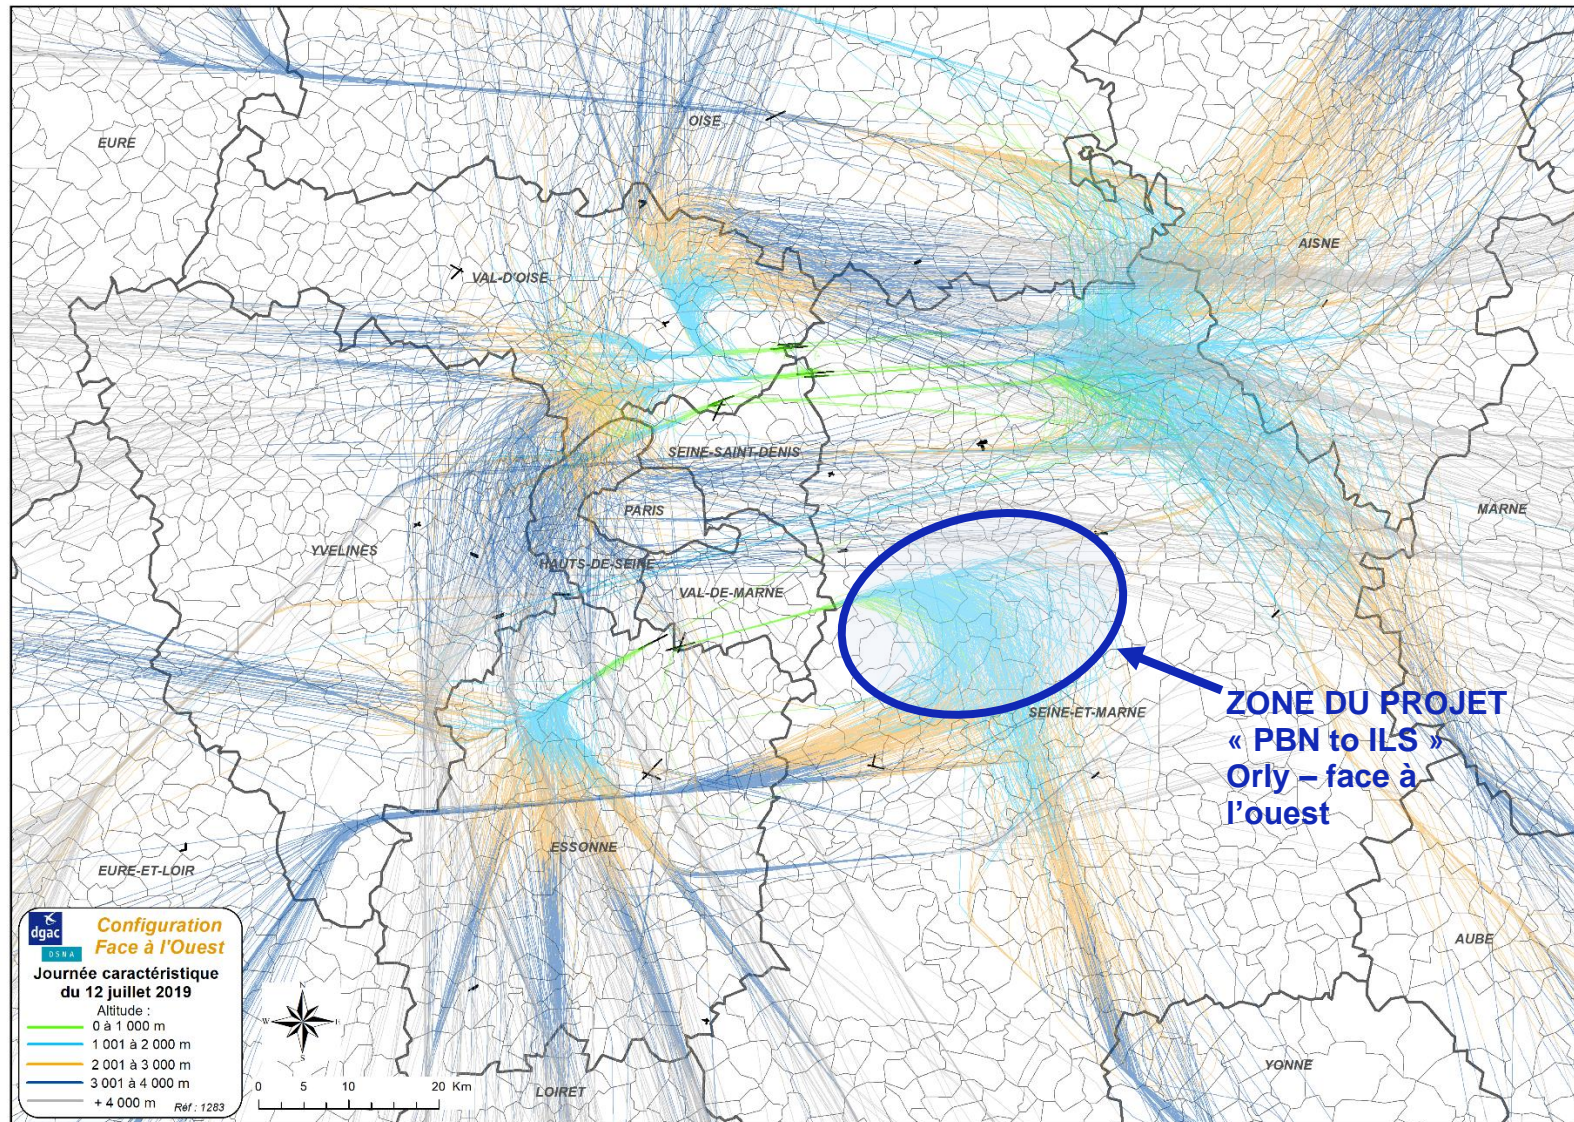 EURE
OISE
AISNE
VAL-D'OISE
SEINE-SAINT-DENIS
PARIS
MARNE
YVELINES
HAUTS-DE-SEINE
VAL-DE-MARNE
SEINE-ET-MARNE
ZONE DU PROJET
« PBN to ILS »
Orly – face à
l'ouest
ESSONNE
EURE-ET-LOIR
AUBE
YONNE
LOIRET
dgac
DSNA
Configuration
Face à l'Ouest
Journée caractéristique
du 12 juillet 2019
Altitude :
0 à 1 000 m
1 001 à 2 000 m
2 001 à 3 000 m
3 001 à 4 000 m
+ 4 000 m
Réf : 1283
N
W E
S
0 5 10 20 Km